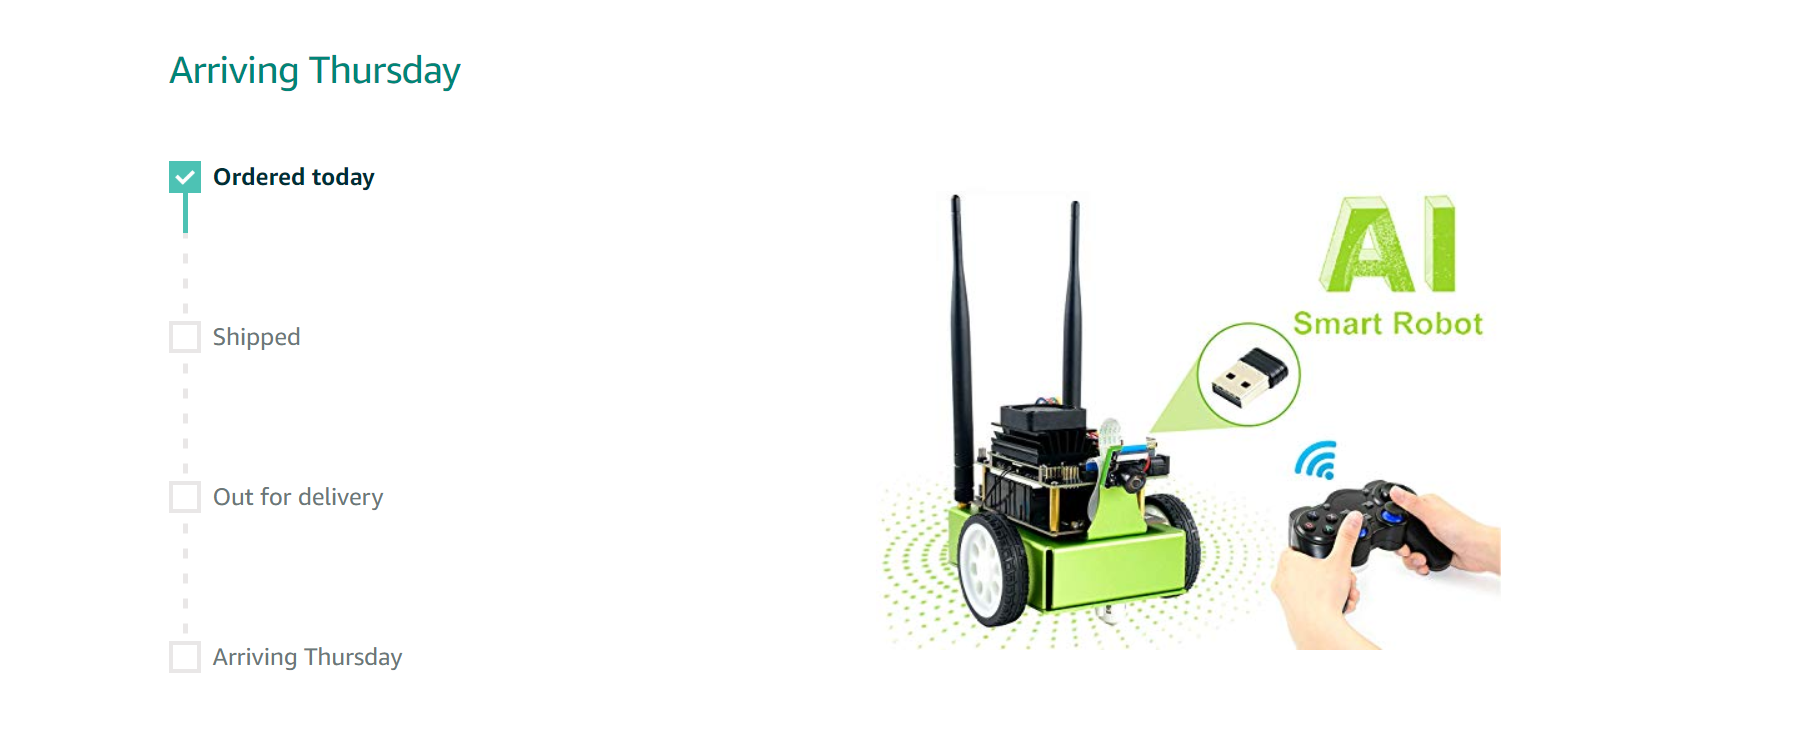 Arriving Thursday
Ordered today
Shipped
Out for delivery
Arriving Thursday
AI
Smart Robot